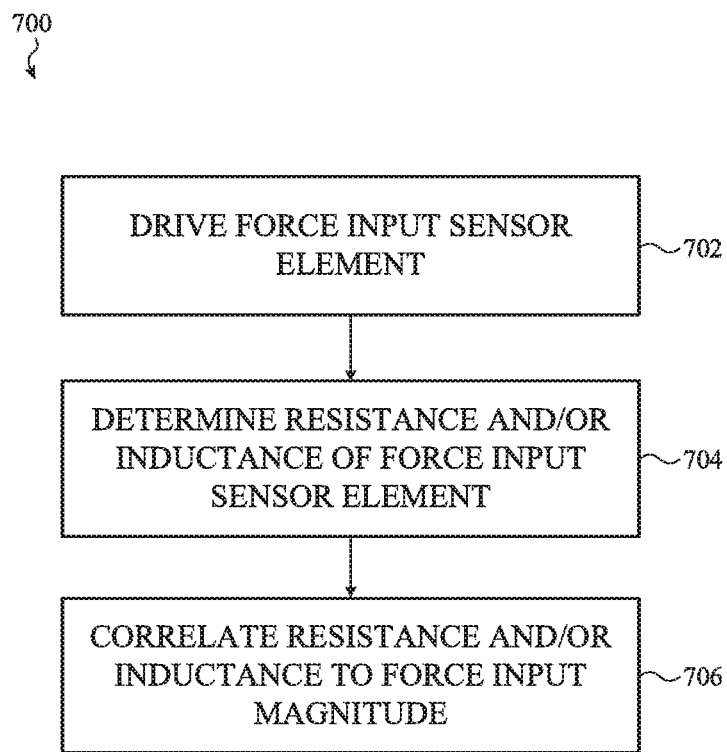 700
DRIVE FORCE INPUT SENSOR
ELEMENT
702
DETERMINE RESISTANCE AND/OR
INDUCTANCE OF FORCE INPUT
SENSOR ELEMENT
704
CORRELATE RESISTANCE AND/OR
INDUCTANCE TO FORCE INPUT
MAGNITUDE
706